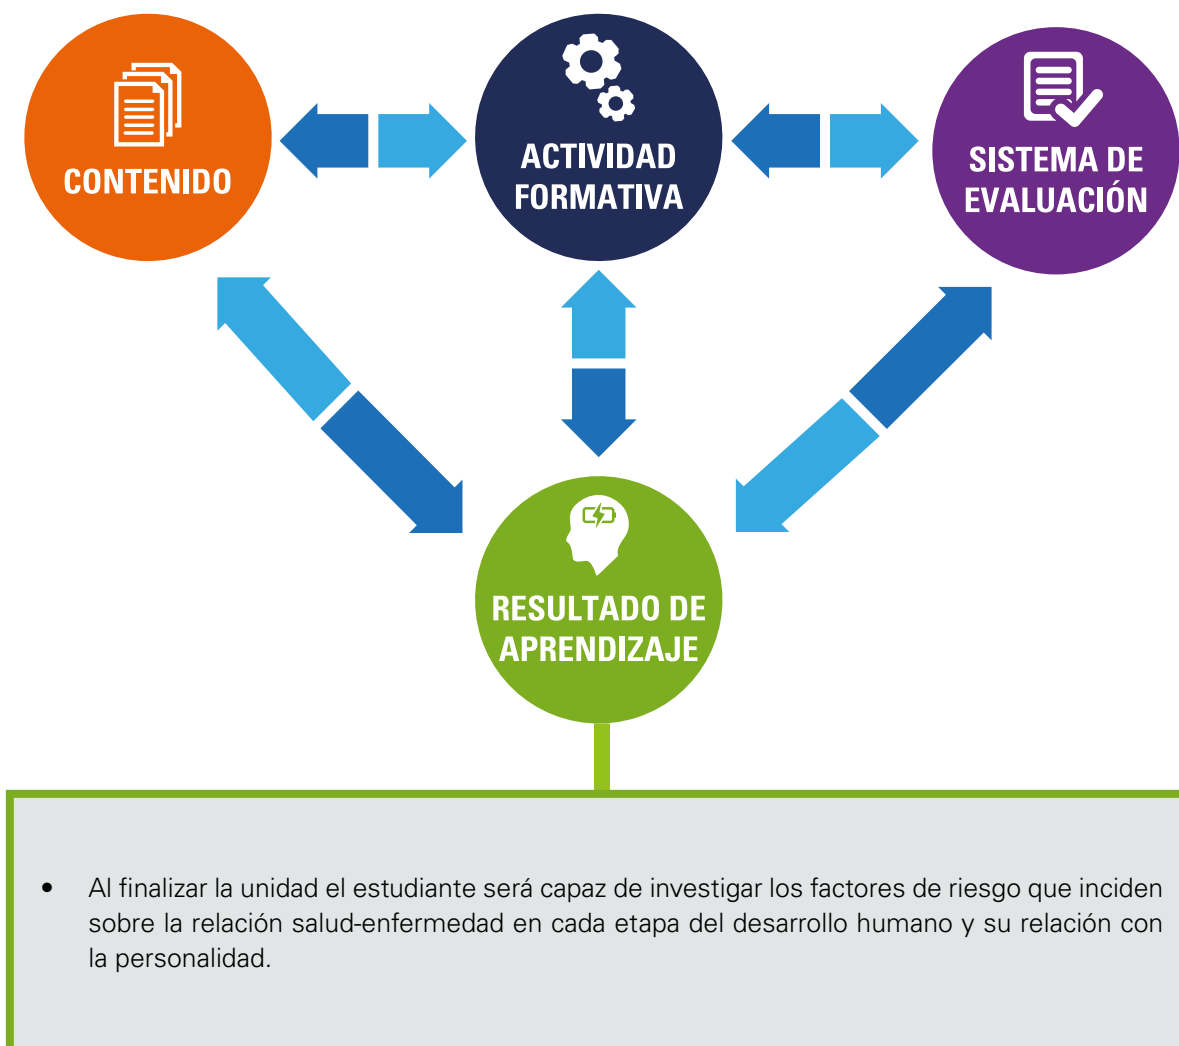 CONTENIDO
ACTIVIDAD
FORMATIVA
SISTEMA DE
EVALUACIÓN
RESULTADO DE
APRENDIZAJE
• Al finalizar la unidad el estudiante será capaz de investigar los factores de riesgo que inciden
sobre la relación salud-enfermedad en cada etapa del desarrollo humano y su relación con
la personalidad.